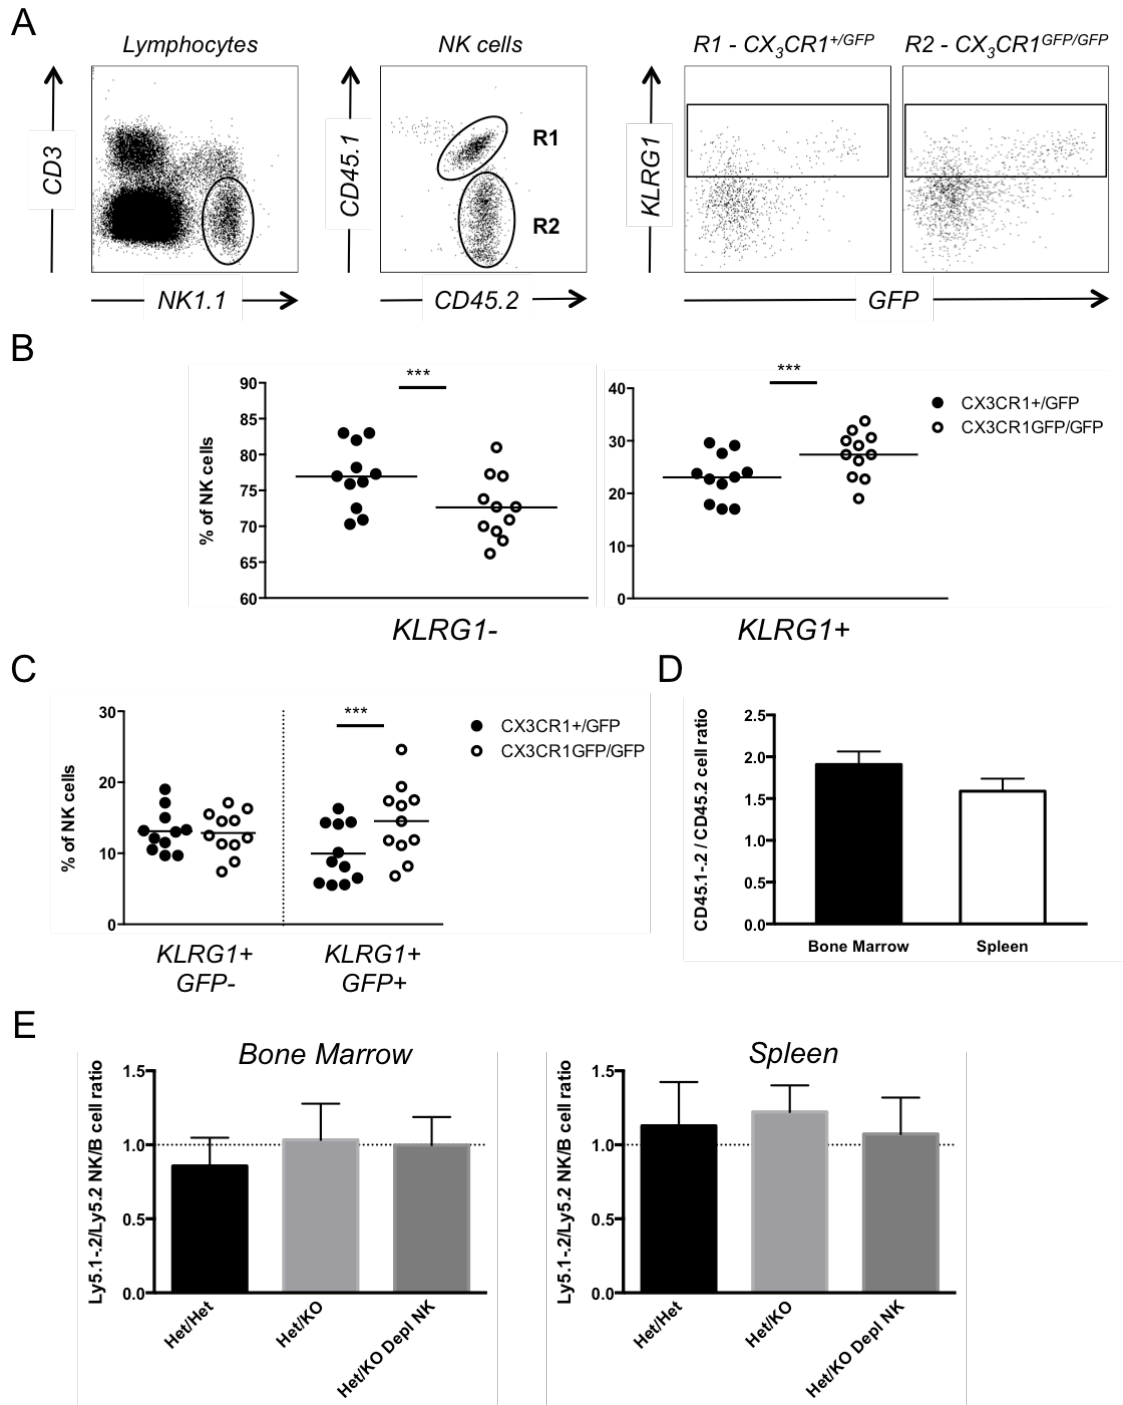 A
Lymphocytes
NK cells
R1 - CX3CR1+/GFP
R2 - CX3CR1GFP/GFP
CD3
CD45.1
R1
R2
KLRG1
NK1.1
CD45.2
GFP
B
***
***
90
85
80
75
70
65
60
% of NK cells
40
30
20
10
0
CX3CR1+/GFP
CX3CR1GFP/GFP
KLRG1-
KLRG1+
C
***
30
20
10
0
% of NK cells
CX3CR1+/GFP
CX3CR1GFP/GFP
KLRG1+
GFP-
KLRG1+
GFP+
D
CD45.1-.2 / CD45.2 cell ratio
2.5
2.0
1.5
1.0
0.5
0.0
Bone Marrow
Spleen
E
Bone Marrow
Ly5.1-.2/Ly5.2 NK/B cell ratio
1.5
1.0
0.5
0.0
Het/Het
Het/KO
Het/KO Depl NK
Spleen
Ly5.1-.2/Ly5.2 NK/B cell ratio
1.5
1.0
0.5
0.0
Het/Het
Het/KO
Het/KO Depl NK